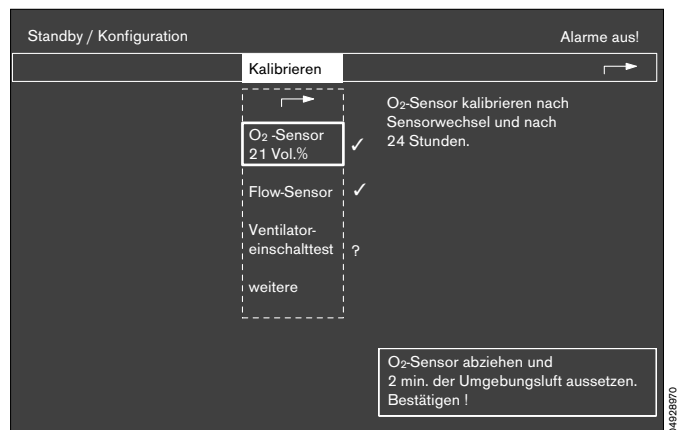 Standby / Konfiguration
Alarme aus!
Kalibrieren
O2-Sensor
21 Vol.%
✓
Flow-Sensor
✓
Ventilator-
einschalttest
?
weitere
O2-Sensor kalibrieren nach
Sensorwechsel und nach
24 Stunden.
O2-Sensor abziehen und
2 min. der Umgebungsluft aussetzen.
Bestätigen !